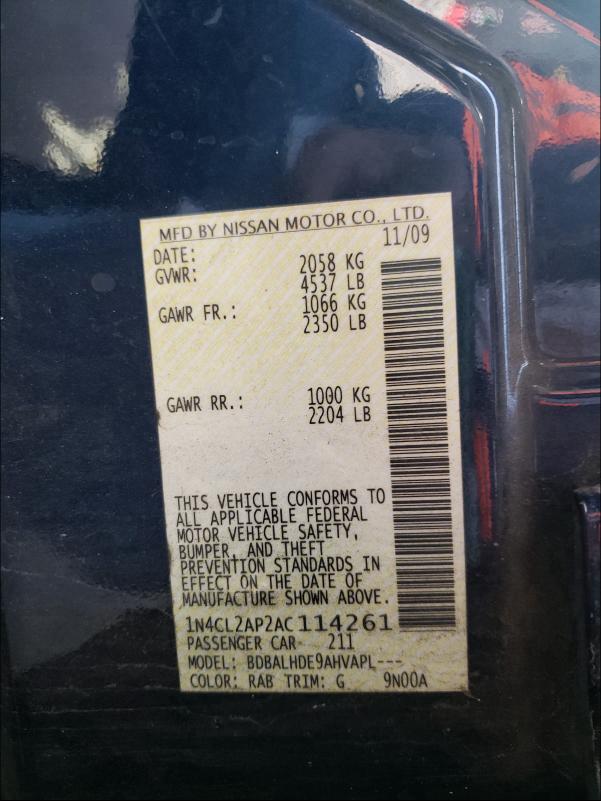 MFD BY NISSAN MOTOR CO., LTD.
DATE: 11/09
GVWR: 2058 KG
4537 LB
GAWR FR.: 1066 KG
2350 LB
GAWR RR.: 1000 KG
2204 LB
THIS VEHICLE CONFORMS TO
ALL APPLICABLE FEDERAL
MOTOR VEHICLE SAFETY,
BUMPER, AND THEFT
PREVENTION STANDARDS IN
EFFECT ON THE DATE OF
MANUFACTURE SHOWN ABOVE.
1N4CL2AP2AC114261
PASSENGER CAR 211
MODEL: BDBALHDE9AHVAPL---
COLOR: RAB TRIM: G 9N00A